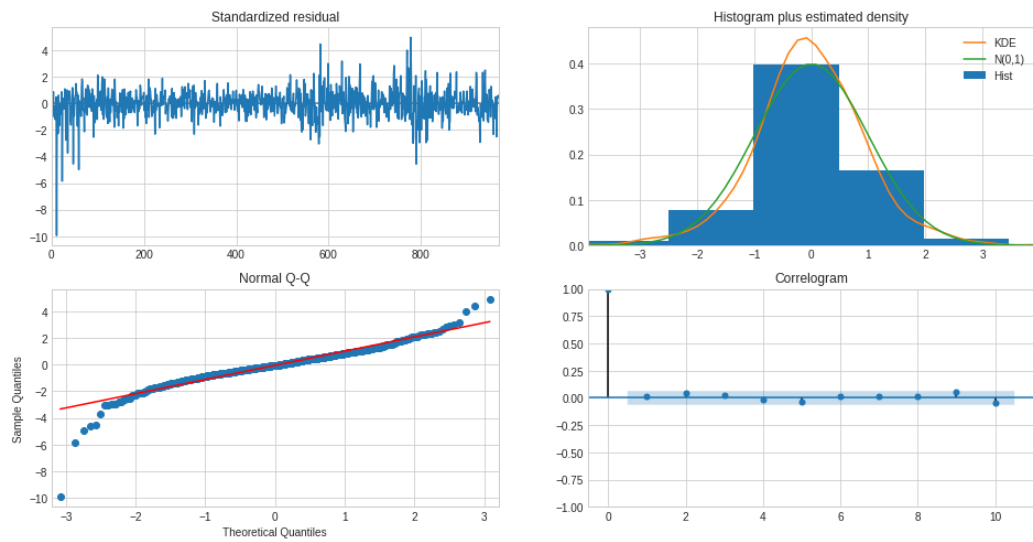 Standardized residual
4
2
0
−2
−4
−6
−8
−10
0 200 400 600 800
Histogram plus estimated density
KDE
N(0,1)
Hist
0.4
0.3
0.2
0.1
0.0
−3 −2 −1 0 1 2 3
Normal Q-Q
Sample Quantiles
4
2
0
−2
−4
−6
−8
−10
−3 −2 −1 0 1 2 3
Theoretical Quantiles
Correlogram
1.00
0.75
0.50
0.25
0.00
−0.25
−0.50
−0.75
−1.00
0 2 4 6 8 10